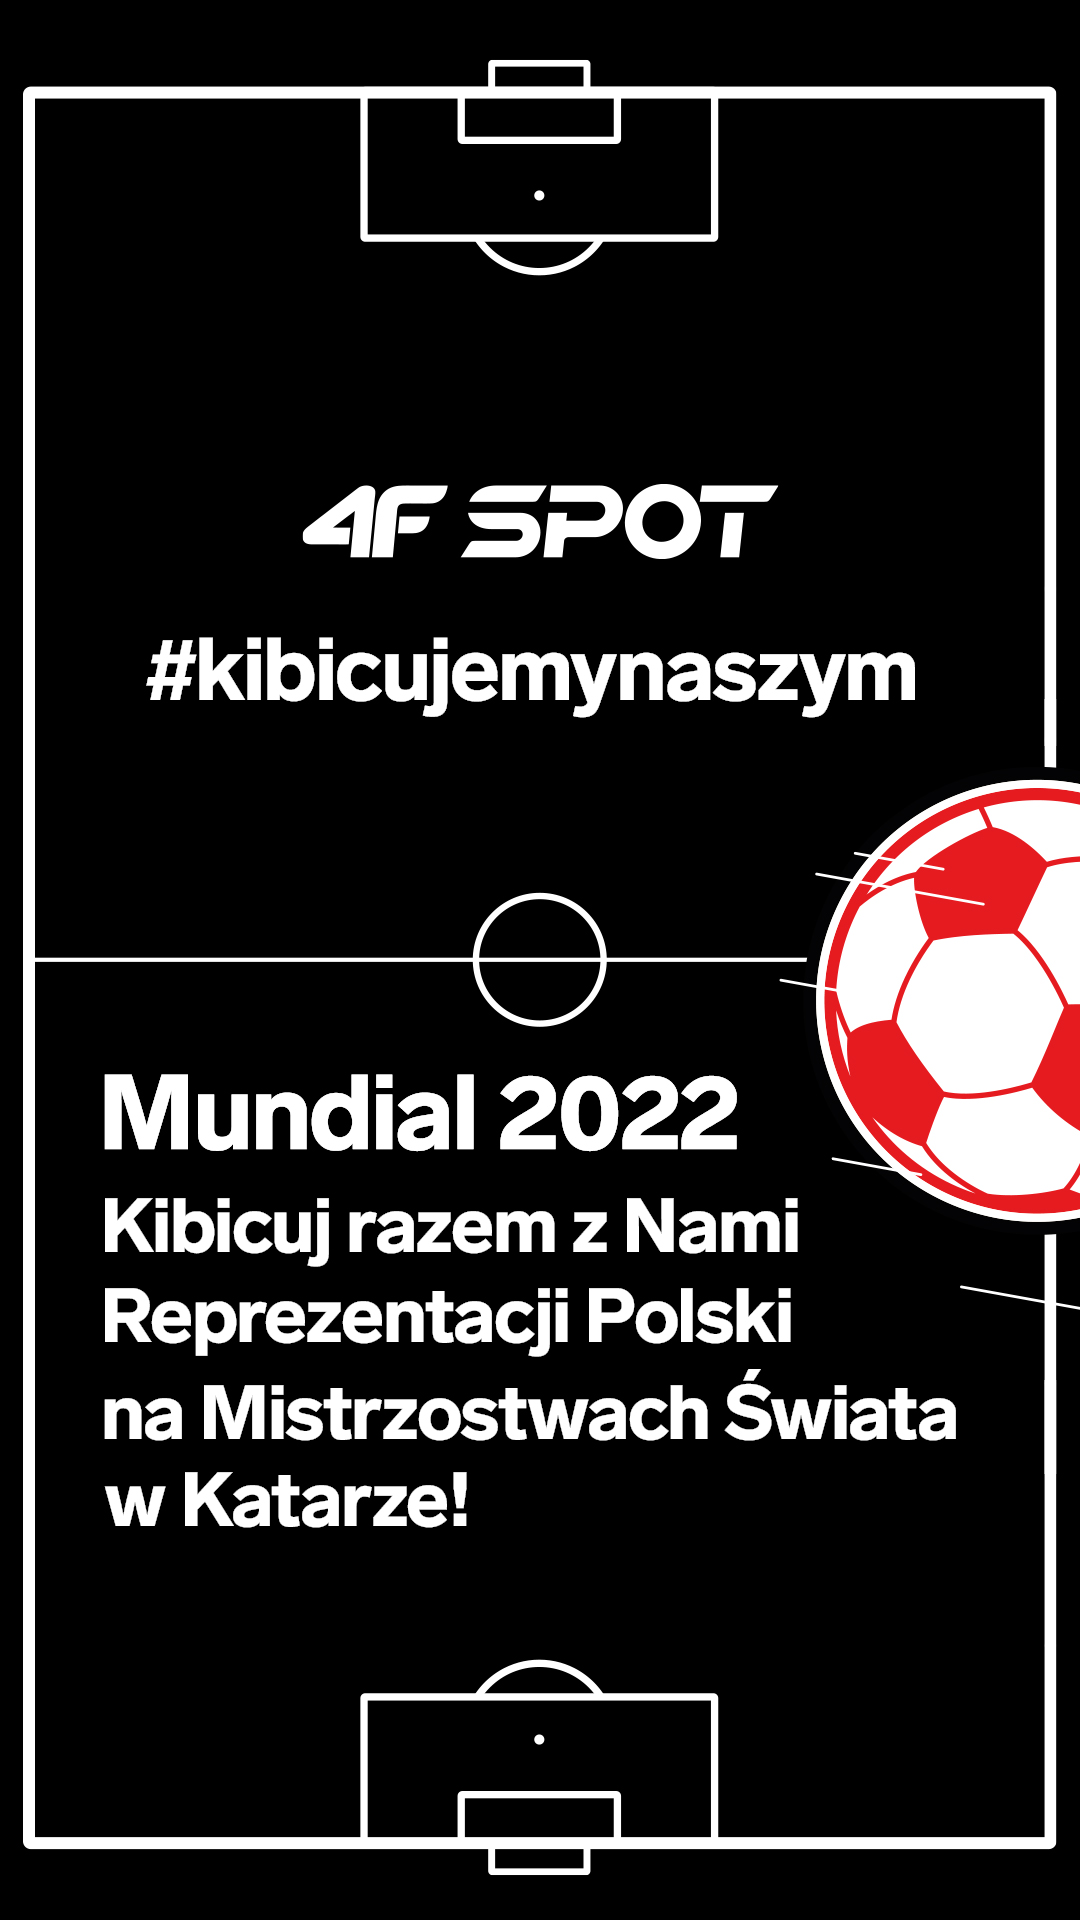 4F SPOT
#kibicujemynaszym
Mundial 2022
Kibicuj razem z Nami
Reprezentacji Polski
na Mistrzostwach Świata
w Katarze!